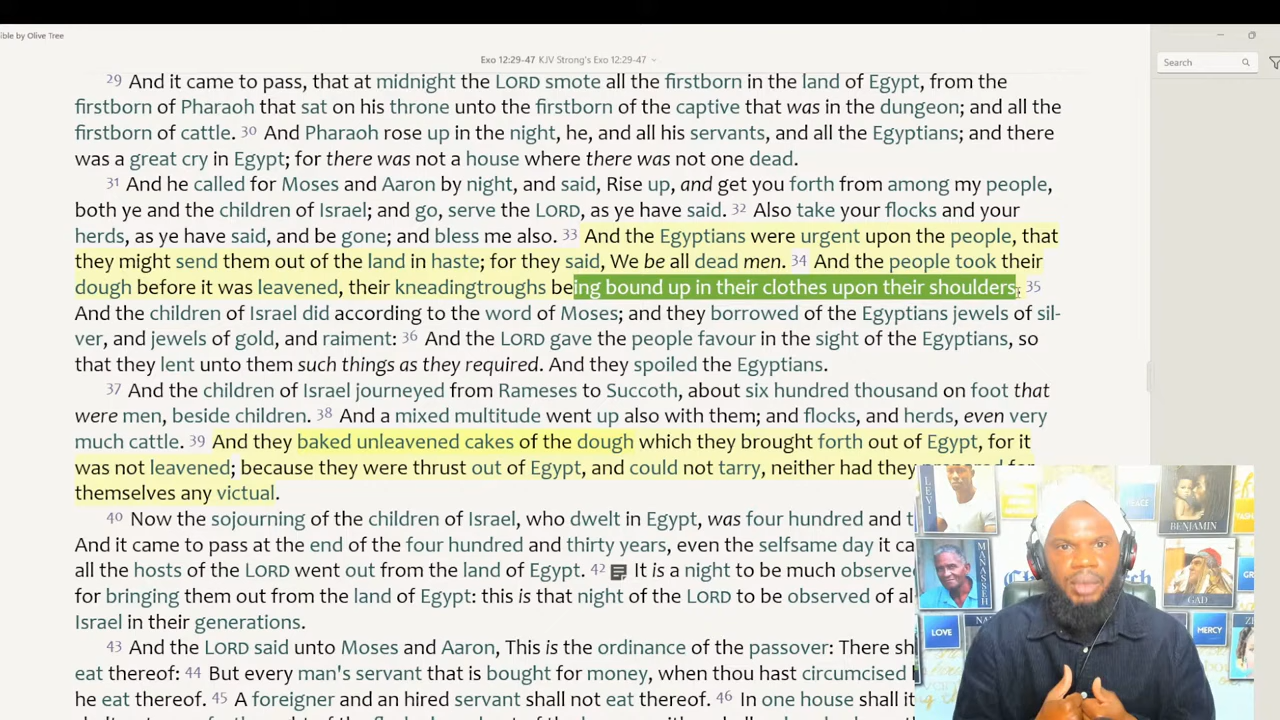 ible by Olive Tree
Exo 12:29-47 KJV Strong's Exo 12:29-47
Search
29 And it came to pass, that at midnight the LORD smote all the firstborn in the land of Egypt, from the
firstborn of Pharaoh that sat on his throne unto the firstborn of the captive that was in the dungeon; and all the
firstborn of cattle. 30 And Pharaoh rose up in the night, he, and all his servants, and all the Egyptians; and there
was a great cry in Egypt; for there was not a house where there was not one dead.
31 And he called for Moses and Aaron by night, and said, Rise up, and get you forth from among my people,
both ye and the children of Israel; and go, serve the LORD, as ye have said. 32 Also take your flocks and your
herds, as ye have said, and be gone; and bless me also. 33 And the Egyptians were urgent upon the people, that
they might send them out of the land in haste; for they said, We be all dead men. 34 And the people took their
dough before it was leavened, their kneadingtroughs being bound up in their clothes upon their shoulders. 35
And the children of Israel did according to the word of Moses; and they borrowed of the Egyptians jewels of sil-
ver, and jewels of gold, and raiment: 36 And the LORD gave the people favour in the sight of the Egyptians, so
that they lent unto them such things as they required. And they spoiled the Egyptians.
37 And the children of Israel journeyed from Rameses to Succoth, about six hundred thousand on foot that
were men, beside children. 38 And a mixed multitude went up also with them; and flocks, and herds, even very
much cattle. 39 And they baked unleavened cakes of the dough which they brought forth out of Egypt, for it
was not leavened; because they were thrust out of Egypt, and could not tarry, neither had they prepared for
themselves any victual.
40 Now the sojourning of the children of Israel, who dwelt in Egypt, was four hundred and t
And it came to pass at the end of the four hundred and thirty years, even the selfsame day it ca
all the hosts of the LORD went out from the land of Egypt. 42 It is a night to be much observed
for bringing them out from the land of Egypt: this is that night of the LORD to be observed of al
Israel in their generations.
43 And the LORD said unto Moses and Aaron, This is the ordinance of the passover: There sh
eat thereof: 44 But every man's servant that is bought for money, when thou hast circumcised
he eat thereof. 45 A foreigner and an hired servant shall not eat thereof. 46 In one house shall it
LEVI
PEACE
BENJAMIN
MANASSEH
GAD
LOVE
MERCY